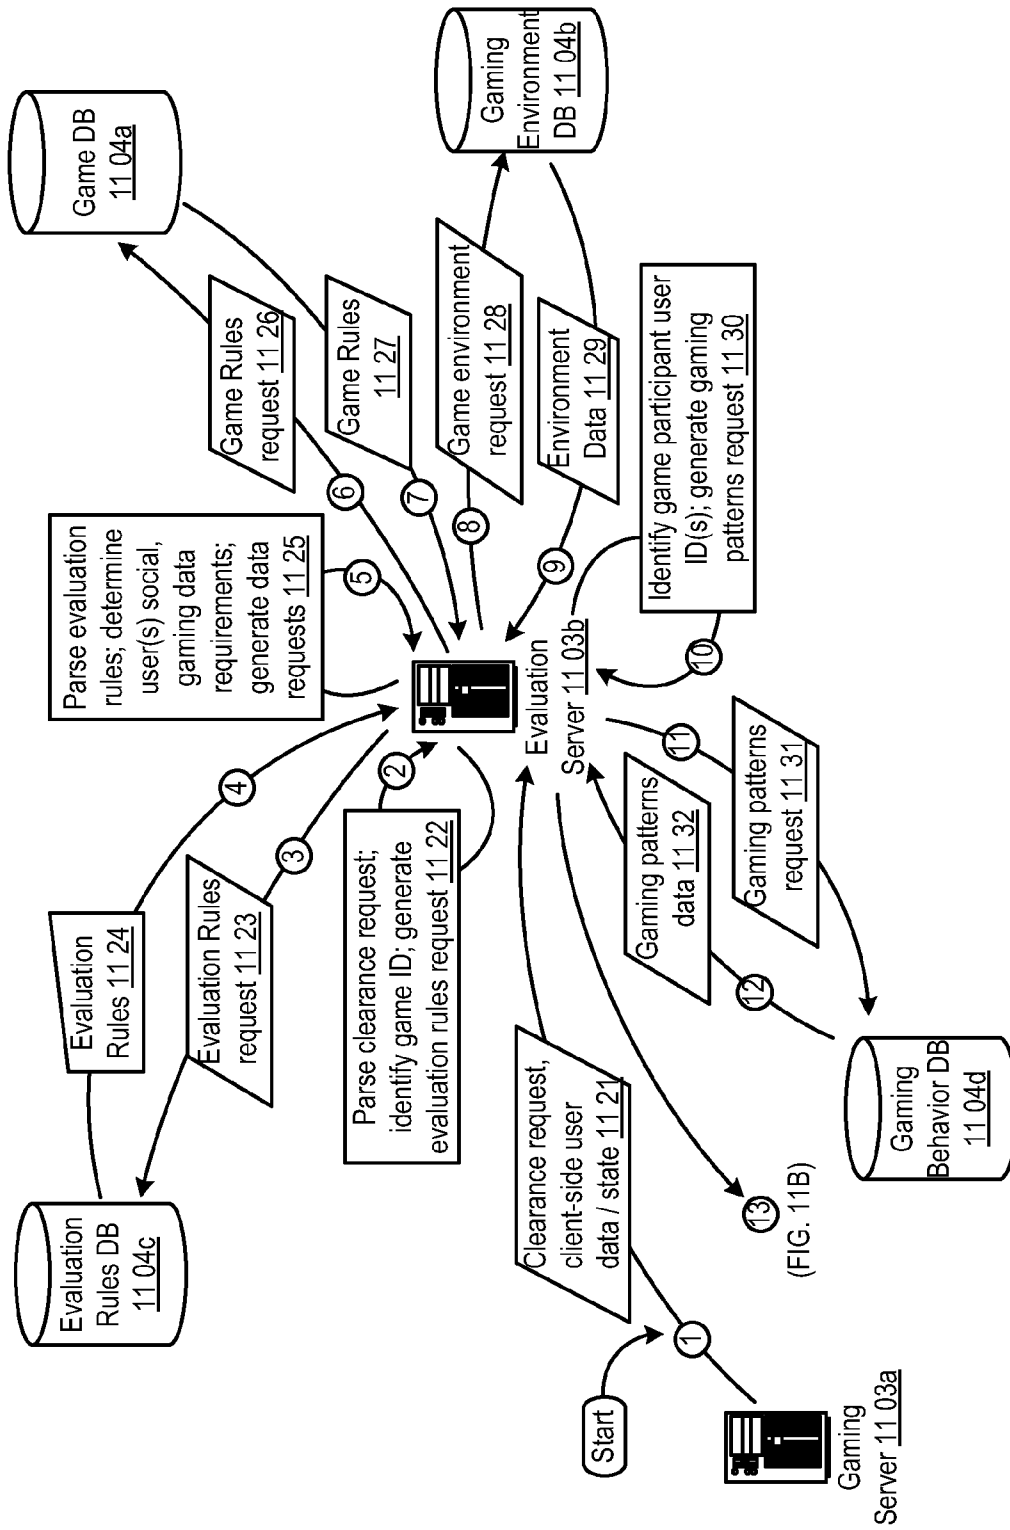 Start
1
Gaming
Server 11 03a
Clearance request,
client-side user
data / state 11 21
Evaluation
Server 11 03b
2
Parse clearance request;
identify game ID; generate
evaluation rules request 11 22
3
Evaluation Rules
request 11 23
Evaluation
Rules DB
11 04c
4
Evaluation
Rules 11 24
5
Parse evaluation
rules; determine
user(s) social,
gaming data
requirements;
generate data
requests 11 25
6
Game Rules
request 11 26
Game DB
11 04a
7
Game Rules
11 27
8
Game environment
request 11 28
Gaming
Environment
DB 11 04b
9
Environment
Data 11 29
10
Identify game participant user
ID(s); generate gaming
patterns request 11 30
11
Gaming patterns
request 11 31
Gaming
Behavior DB
11 04d
12
Gaming patterns
data 11 32
13
(FIG. 11B)